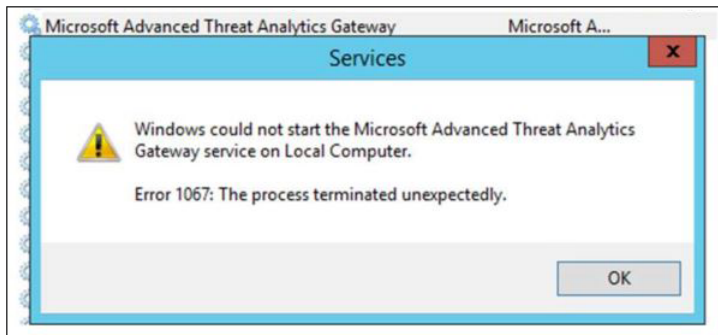 Microsoft Advanced Threat Analytics Gateway Microsoft A...
Services
x
Windows could not start the Microsoft Advanced Threat Analytics
Gateway service on Local Computer.
Error 1067: The process terminated unexpectedly.
OK